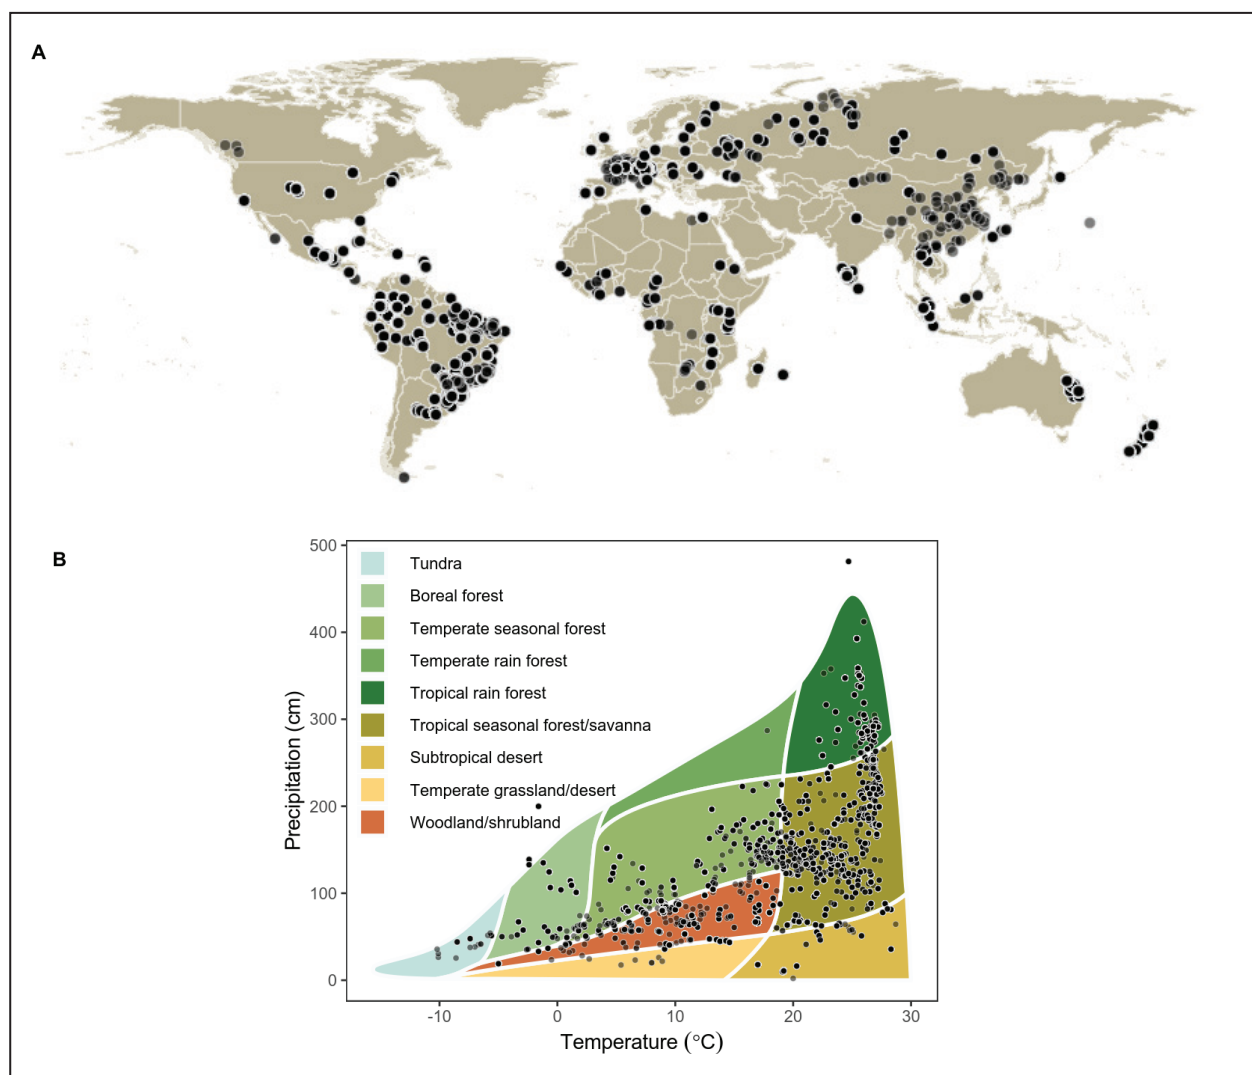 A
B
500
400
300
200
100
0
Precipitation (cm)
Tundra
Boreal forest
Temperate seasonal forest
Temperate rain forest
Tropical rain forest
Tropical seasonal forest/savanna
Subtropical desert
Temperate grassland/desert
Woodland/shrubland
-10 0 10 20 30
Temperature (°C)